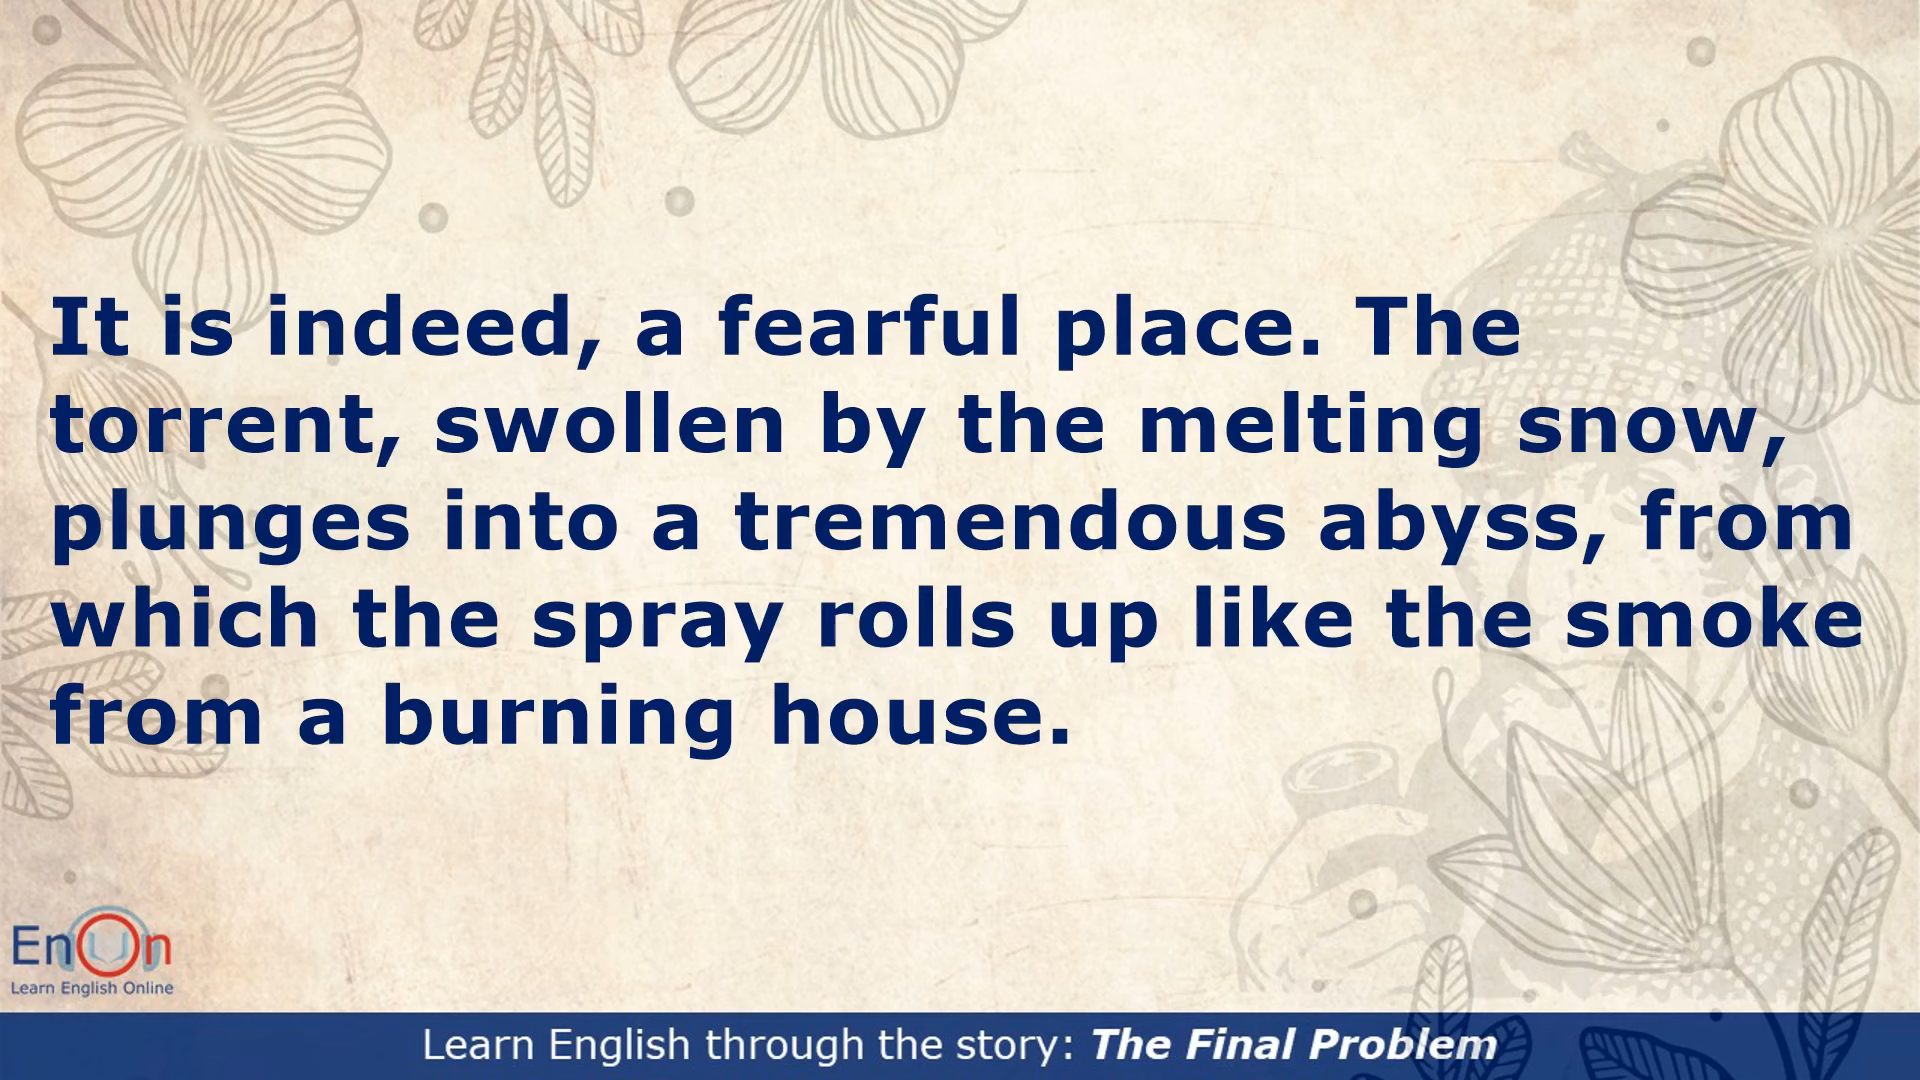 It is indeed, a fearful place. The
torrent, swollen by the melting snow,
plunges into a tremendous abyss, from
which the spray rolls up like the smoke
from a burning house.
EnOn
Learn English Online
Learn English through the story: The Final Problem